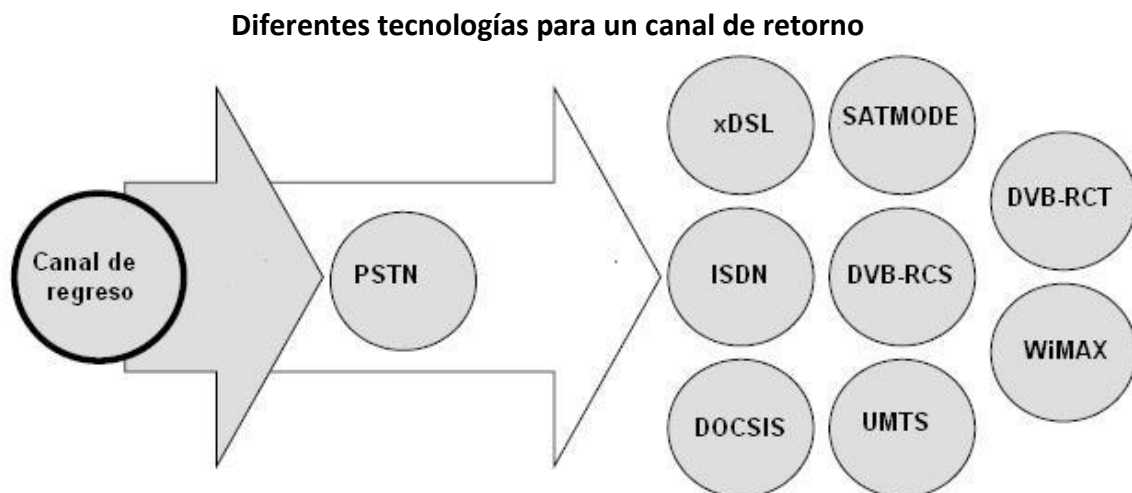 Diferentes tecnologías para un canal de retorno
Canal de
regreso
PSTN
xDSL
ISDN
DOCSIS
SATMODE
DVB-RCS
UMTS
DVB-RCT
WiMAX